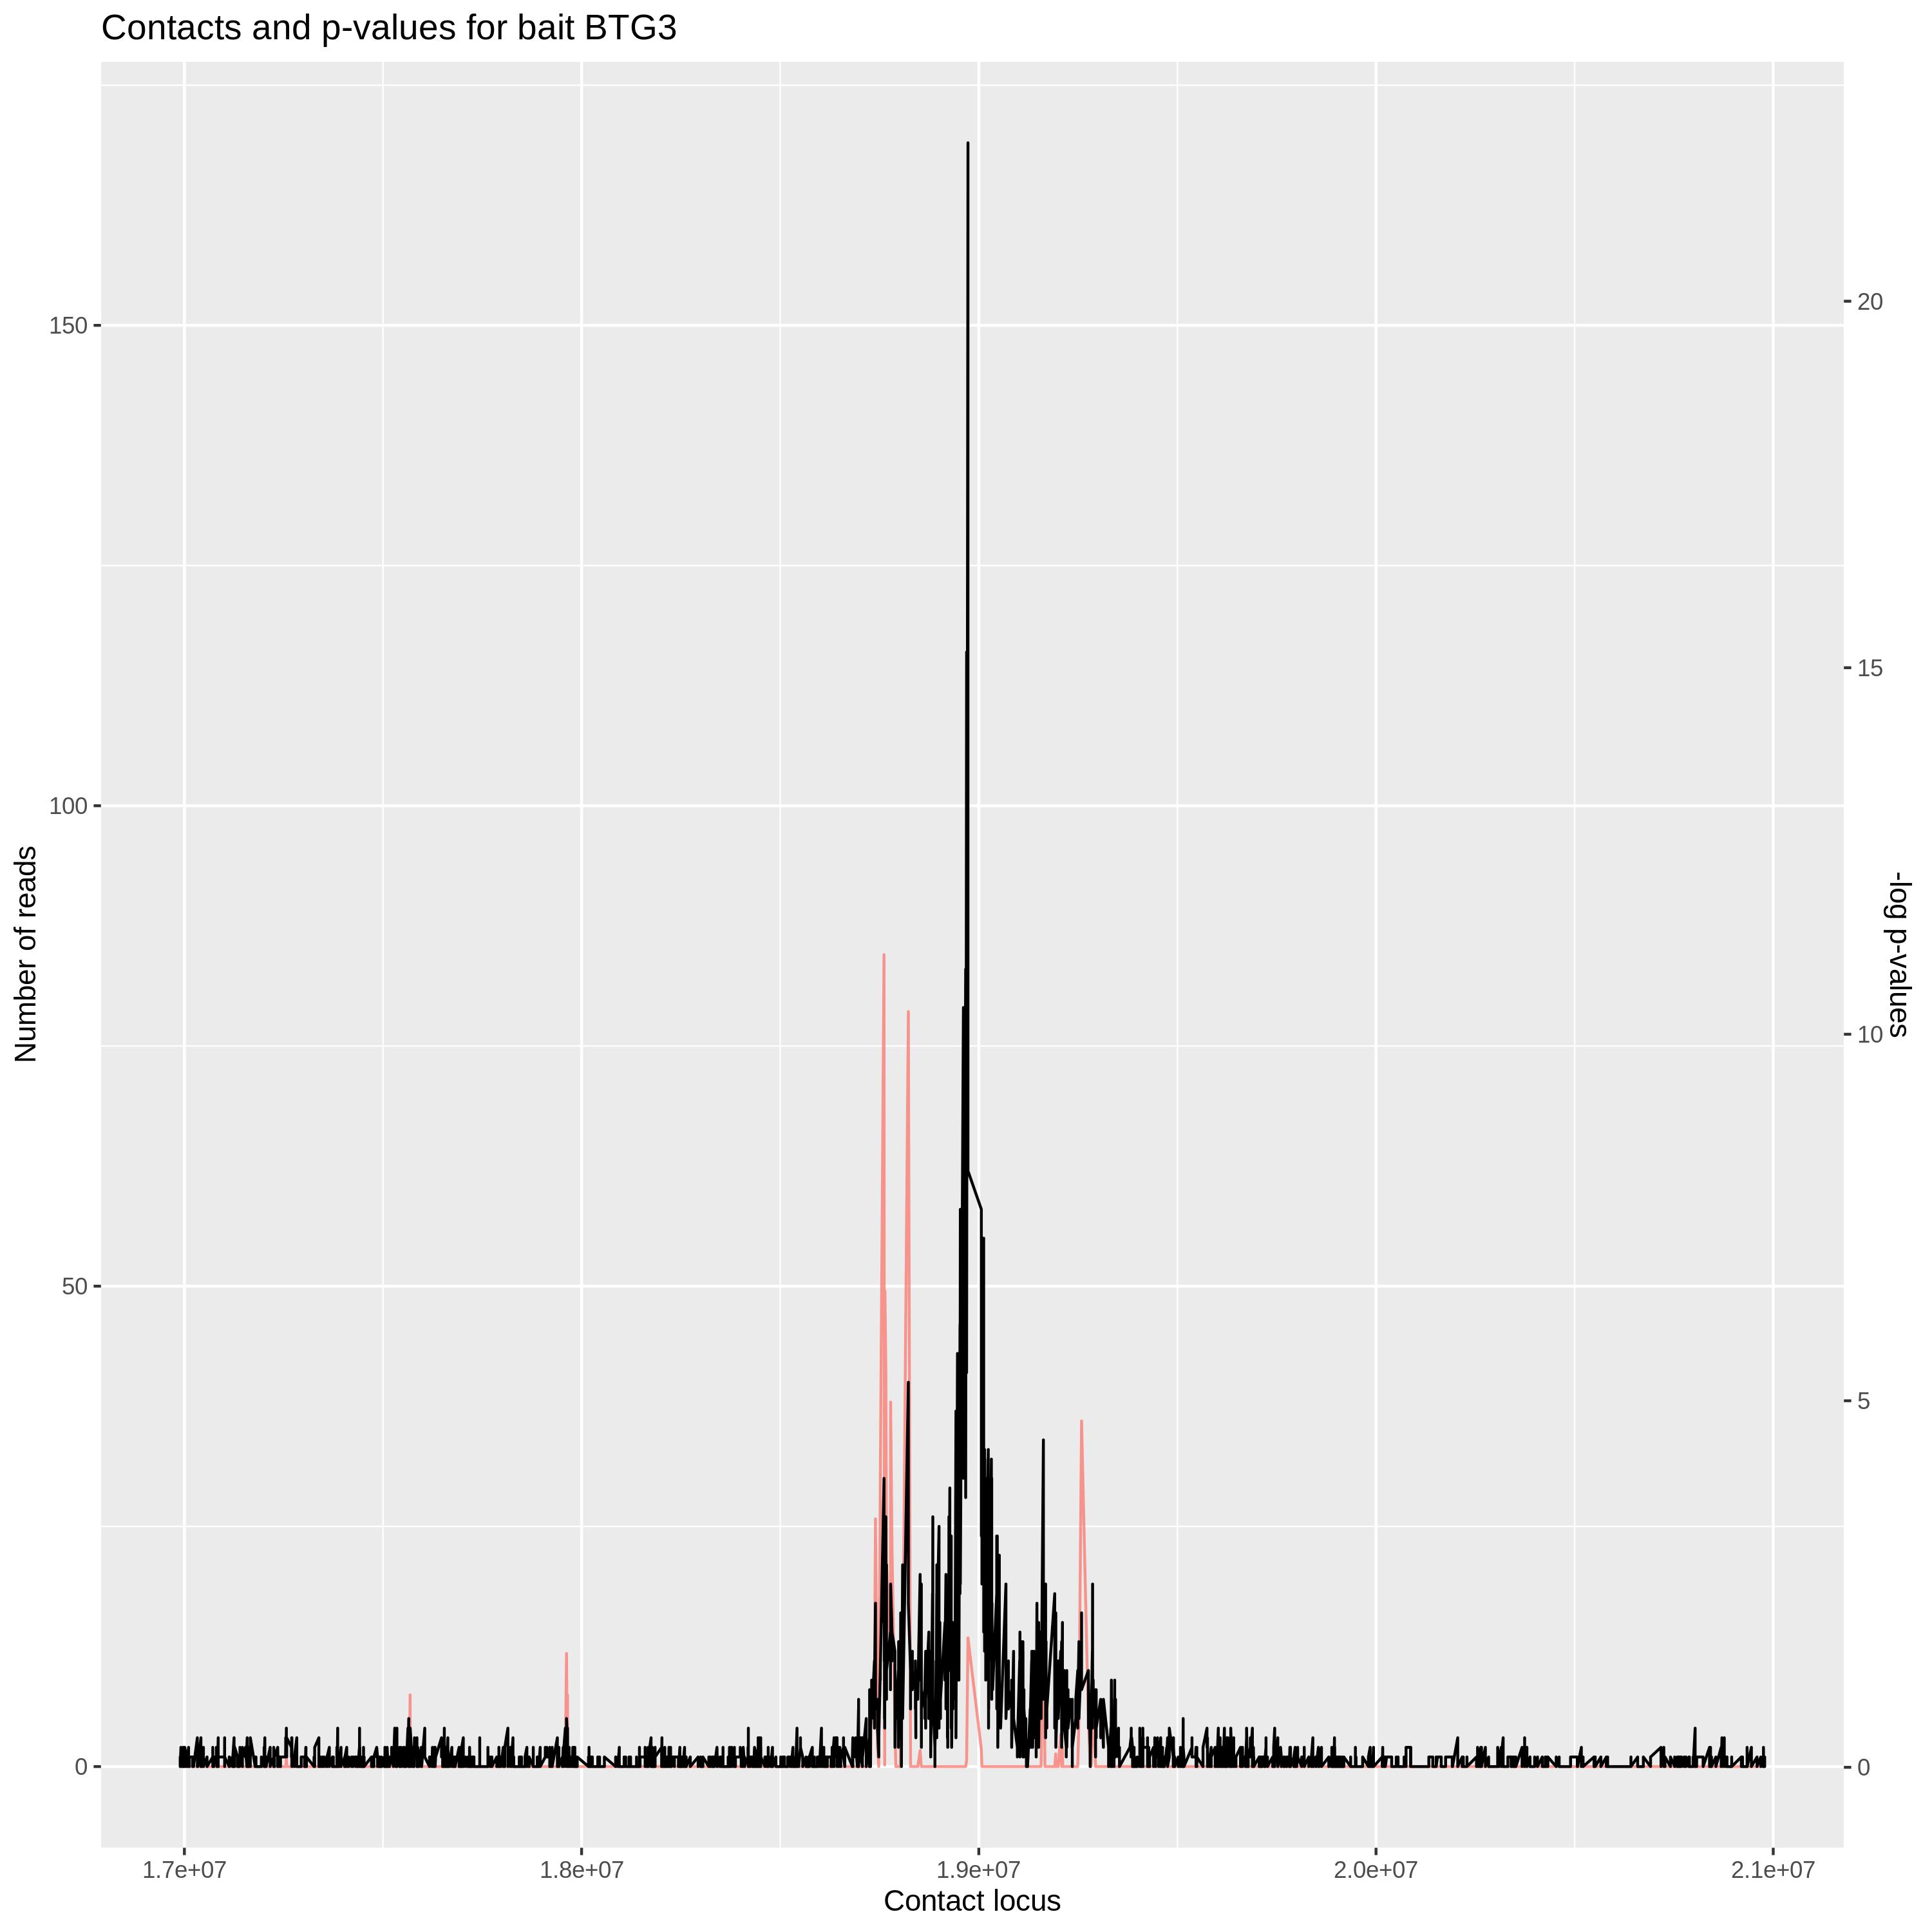 Contacts and p-values for bait BTG3
Number of reads
150
100
50
0
20
15
10
5
0
-log p-values
1.7e+07
1.8e+07
1.9e+07
2.0e+07
2.1e+07
Contact locus